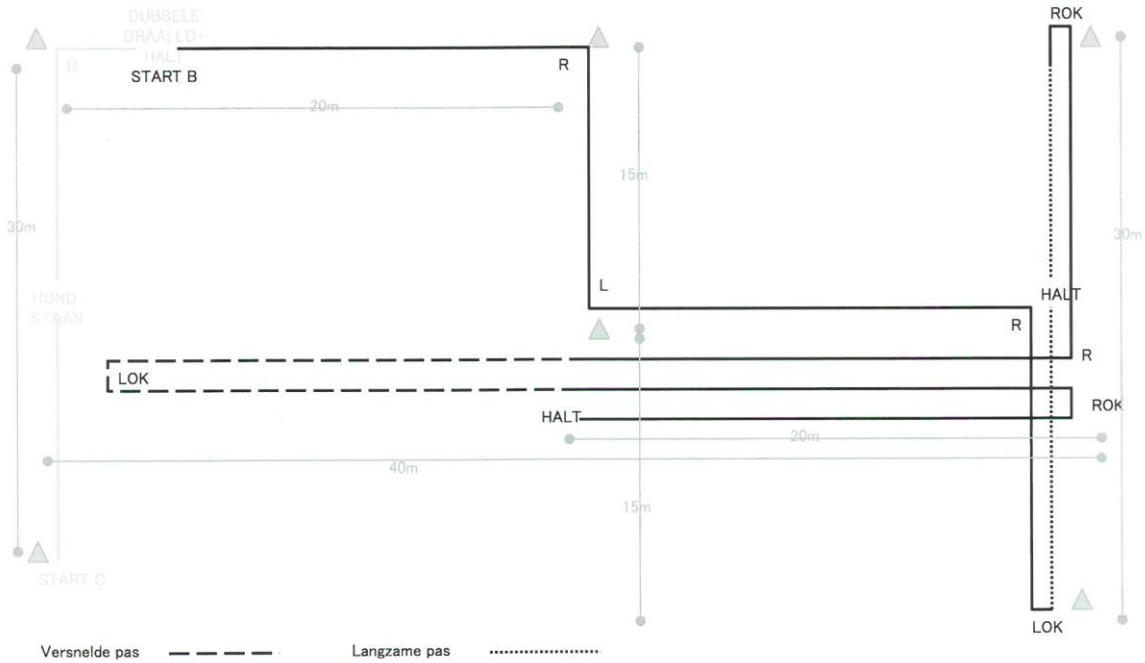 DUBBELE
DRAAI LO+
HALT
START B
R
R
ROK
20m
15m
30m
30m
HOND
STAAN
L
HALT
R
R
LOK
HALT
ROK
20m
40m
15m
START C
LOK
Versnelde pas
Langzame pas